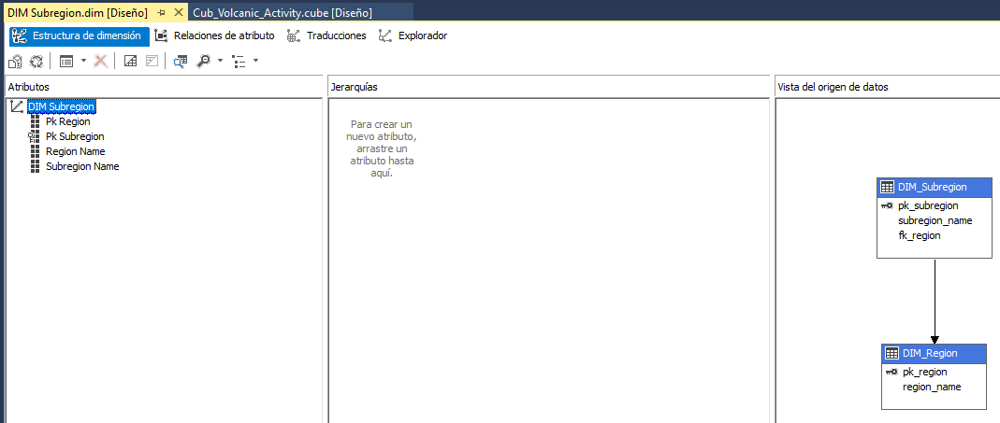 DIM Subregion.dim [Diseño]
Cub_Volcanic_Activity.cube [Diseño]
Estructura de dimensión
Relaciones de atributo
Traducciones
Explorador
Atributos
DIM Subregion
Pk Region
Pk Subregion
Region Name
Subregion Name
Jerarquías
Para crear un
nuevo atributo,
arrastre un
atributo hasta
aquí.
Vista del origen de datos
DIM_Subregion
pk_subregion
subregion_name
fk_region
DIM_Region
pk_region
region_name